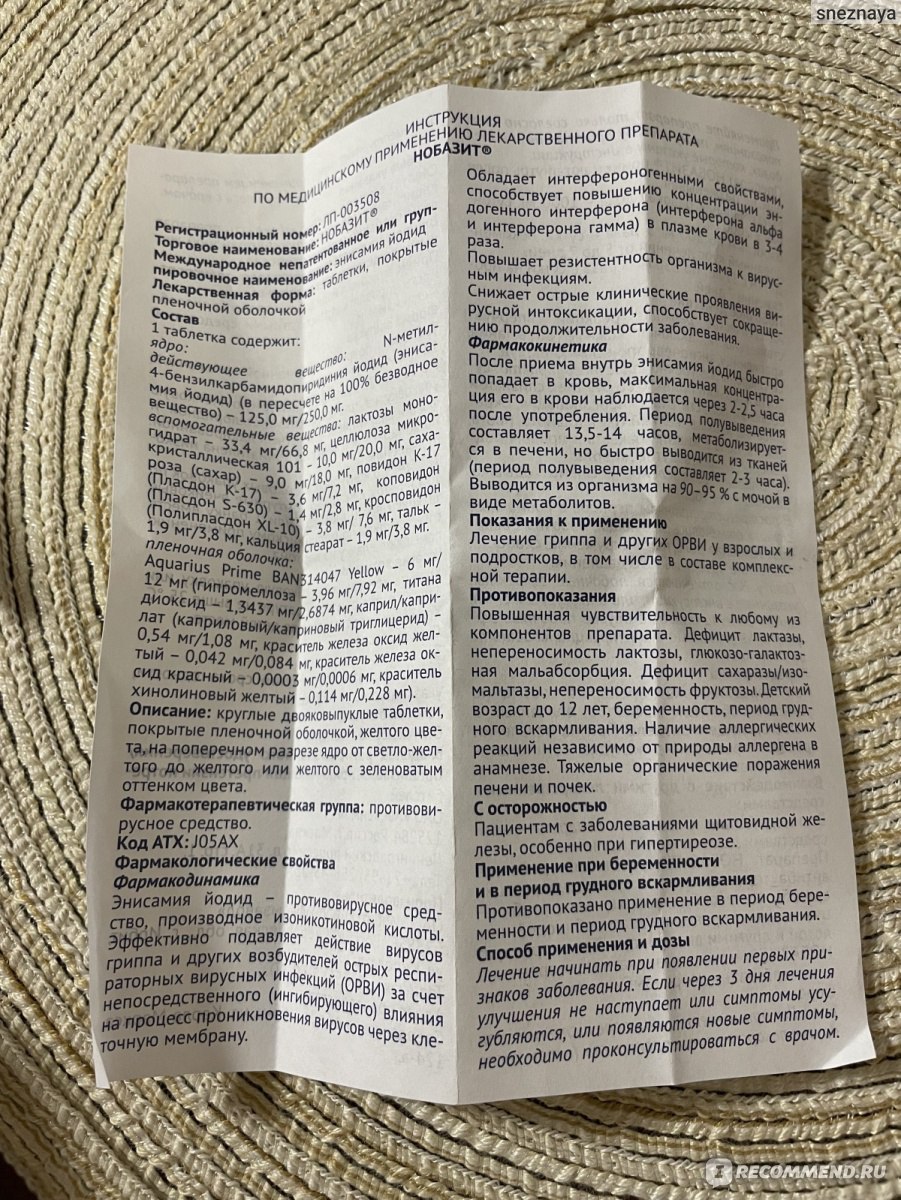 sneznaya
ИНСТРУКЦИЯ
ПО МЕДИЦИНСКОМУ ПРИМЕНЕНИЮ ЛЕКАРСТВЕННОГО ПРЕПАРАТА
НОБАЗИТ®
Регистрационный номер: ЛП-003508
Торговое наименование: НОБАЗИТ®
Международное непатентованное или груп-
пировочное наименование: энисамия йодид
Лекарственная форма: таблетки, покрытые
пленочной оболочкой
Состав
1 таблетка содержит:
ядро:
действующее вещество: N-метил-
4-бензилкарбамидопиридиния йодид (эниса-
мия йодид) (в пересчете на 100% безводное
вещество) – 125,0 мг/250,0 мг.
вспомогательные вещества: лактозы моно-
гидрат – 33,4 мг/66,8 мг, целлюлоза микро-
кристаллическая 101 – 10,0 мг/20,0 мг, саха-
роза (сахар) – 9,0 мг/18,0 мг, повидон К-17
(Пласдон К-17) – 3,6 мг/7,2 мг, коповидон
(Пласдон S-630) – 1,4 мг/2,8 мг, кросповидон
(Полипласдон XL-10) – 3,8 мг/ 7,6 мг, тальк –
1,9 мг/3,8 мг, кальция стеарат – 1,9 мг/3,8 мг.
пленочная оболочка:
Aquarius Prime BAN314047 Yellow – 6 мг/
12 мг (гипромеллоза – 3,96 мг/7,92 мг, титана
диоксид – 1,3437 мг/2,6874 мг, каприл/капри-
лат (каприловый/каприновый триглицерид) –
0,54 мг/1,08 мг, краситель железа оксид жел-
тый – 0,042 мг/0,084 мг, краситель железа ок-
сид красный – 0,0003 мг/0,0006 мг, краситель
хинолиновый желтый – 0,114 мг/0,228 мг).
Описание: круглые двояковыпуклые таблетки,
покрытые пленочной оболочкой, желтого цве-
та, на поперечном разрезе ядро от светло-жел-
того до желтого или желтого с зеленоватым
оттенком цвета.
Фармакотерапевтическая группа: противови-
русное средство.
Код АТХ: J05AX
Фармакологические свойства
Фармакодинамика
Энисамия йодид – противовирусное сред-
ство, производное изоникотиновой кислоты.
Эффективно подавляет действие вирусов
гриппа и других возбудителей острых респи-
раторных вирусных инфекций (ОРВИ) за счет
непосредственного (ингибирующего) влияния
на процесс проникновения вирусов через кле-
точную мембрану.
Обладает интерфероногенными свойствами,
способствует повышению концентрации эн-
догенного интерферона (интерферона альфа
и интерферона гамма) в плазме крови в 3-4
раза.
Повышает резистентность организма к вирус-
ным инфекциям.
Снижает острые клинические проявления ви-
русной интоксикации, способствует сокраще-
нию продолжительности заболевания.
Фармакокинетика
После приема внутрь энисамия йодид быстро
попадает в кровь, максимальная концентра-
ция его в крови наблюдается через 2-2,5 часа
после употребления. Период полувыведения
составляет 13,5-14 часов, метаболизирует-
ся в печени, но быстро выводится из тканей
(период полувыведения составляет 2-3 часа).
Выводится из организма на 90–95 % с мочой в
виде метаболитов.
Показания к применению
Лечение гриппа и других ОРВИ у взрослых и
подростков, в том числе в составе комплекс-
ной терапии.
Противопоказания
Повышенная чувствительность к любому из
компонентов препарата. Дефицит лактазы,
непереносимость лактозы, глюкозо-галактоз-
ная мальабсорбция. Дефицит сахаразы/изо-
мальтазы, непереносимость фруктозы. Детский
возраст до 12 лет, беременность, период груд-
ного вскармливания. Наличие аллергических
реакций независимо от природы аллергена в
анамнезе. Тяжелые органические поражения
печени и почек.
С осторожностью
Пациентам с заболеваниями щитовидной же-
лезы, особенно при гипертиреозе.
Применение при беременности
и в период грудного вскармливания
Противопоказано применение в период бере-
менности и период грудного вскармливания.
Способ применения и дозы
Лечение начинать при появлении первых при-
знаков заболевания. Если через 3 дня лечения
улучшения не наступает или симптомы усу-
губляются, или появляются новые симптомы,
необходимо проконсультироваться с врачом.
RECOMMEND.RU